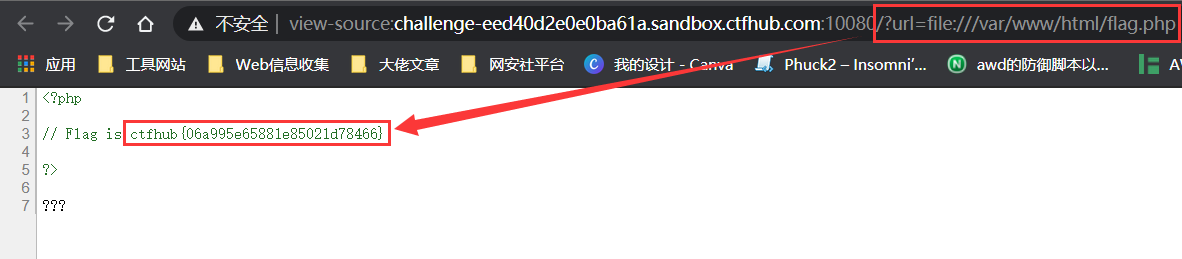 不安全 | view-source:challenge-eed40d2e0e0ba61a.sandbox.ctfhub.com:10080/?url=file:///var/www/html/flag.php
应用 工具网站 Web信息收集 大佬文章 网安社平台 我的设计 - Canva Phuck2 – Insomni'... awd的防御脚本以...
1 <?php
2
3 // Flag is ctfhub{06a995e65881e85021d78466}
4
5 ?>
6
7 ???